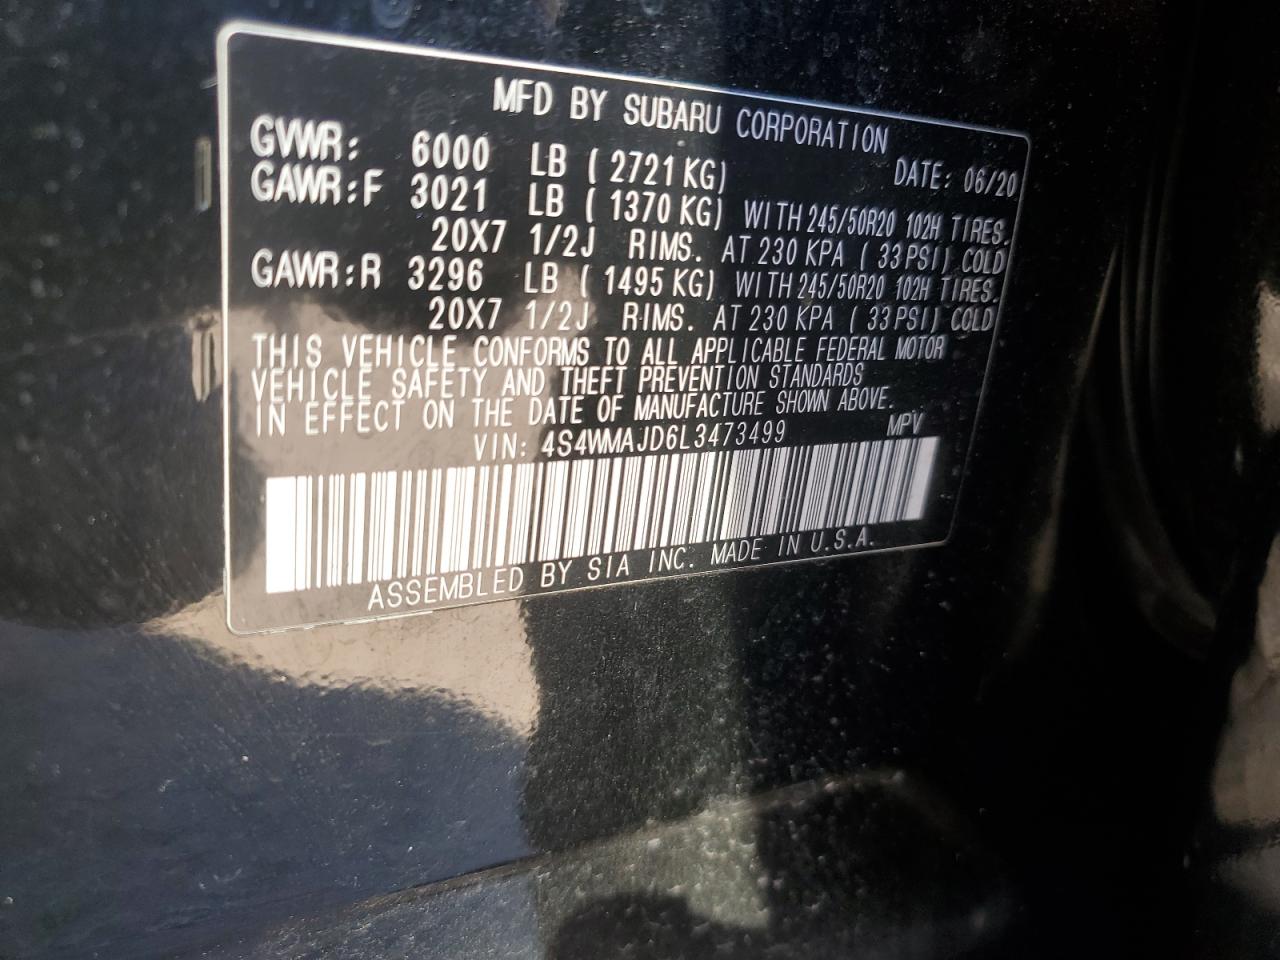 MFD BY SUBARU CORPORATION
DATE: 06/20
GVWR: 6000 LB ( 2721 KG)
GAWR:F 3021 LB ( 1370 KG) WITH 245/50R20 102H TIRES.
20X7 1/2J RIMS. AT 230 KPA ( 33 PSI) COLD
GAWR:R 3296 LB ( 1495 KG) WITH 245/50R20 102H TIRES.
20X7 1/2J RIMS. AT 230 KPA ( 33 PSI) COLD
THIS VEHICLE CONFORMS TO ALL APPLICABLE FEDERAL MOTOR
VEHICLE SAFETY AND THEFT PREVENTION STANDARDS
IN EFFECT ON THE DATE OF MANUFACTURE SHOWN ABOVE.
VIN: 4S4WMAJD6L3473499 MPV
ASSEMBLED BY SIA INC. MADE IN U.S.A.